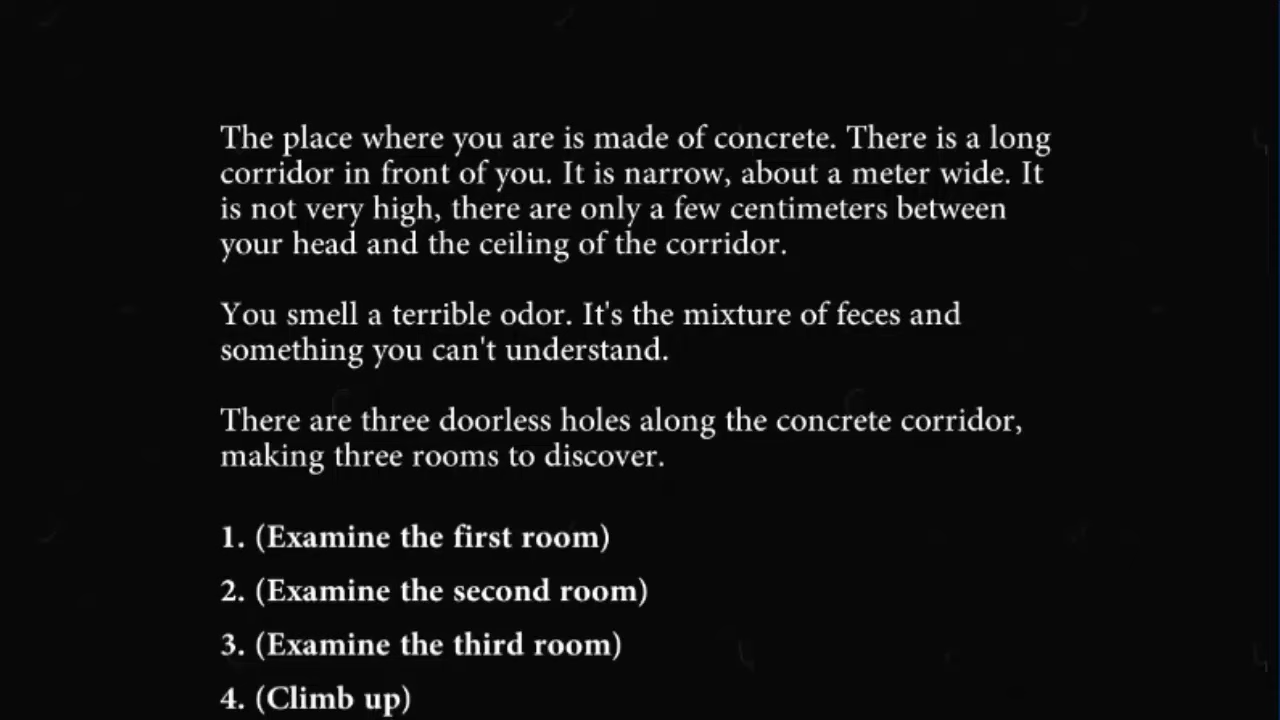 The place where you are is made of concrete. There is a long
corridor in front of you. It is narrow, about a meter wide. It
is not very high, there are only a few centimeters between
your head and the ceiling of the corridor.
You smell a terrible odor. It's the mixture of feces and
something you can't understand.
There are three doorless holes along the concrete corridor,
making three rooms to discover.
1. (Examine the first room)
2. (Examine the second room)
3. (Examine the third room)
4. (Climb up)